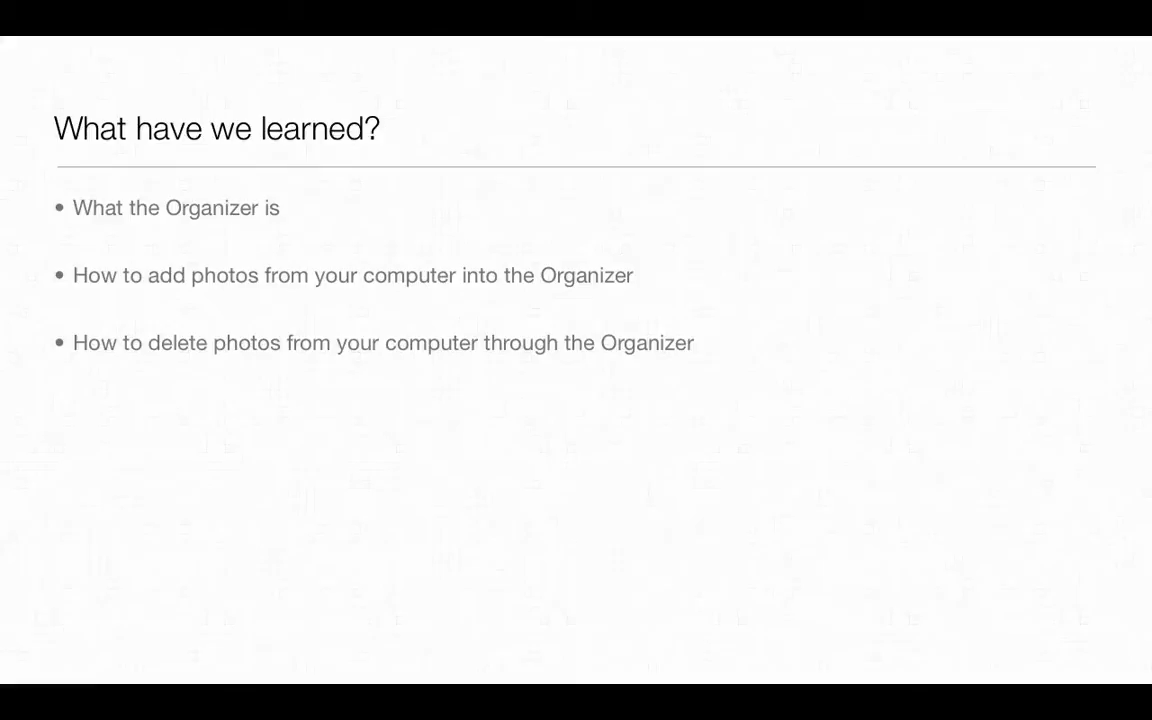 What have we learned?
• What the Organizer is
• How to add photos from your computer into the Organizer
• How to delete photos from your computer through the Organizer